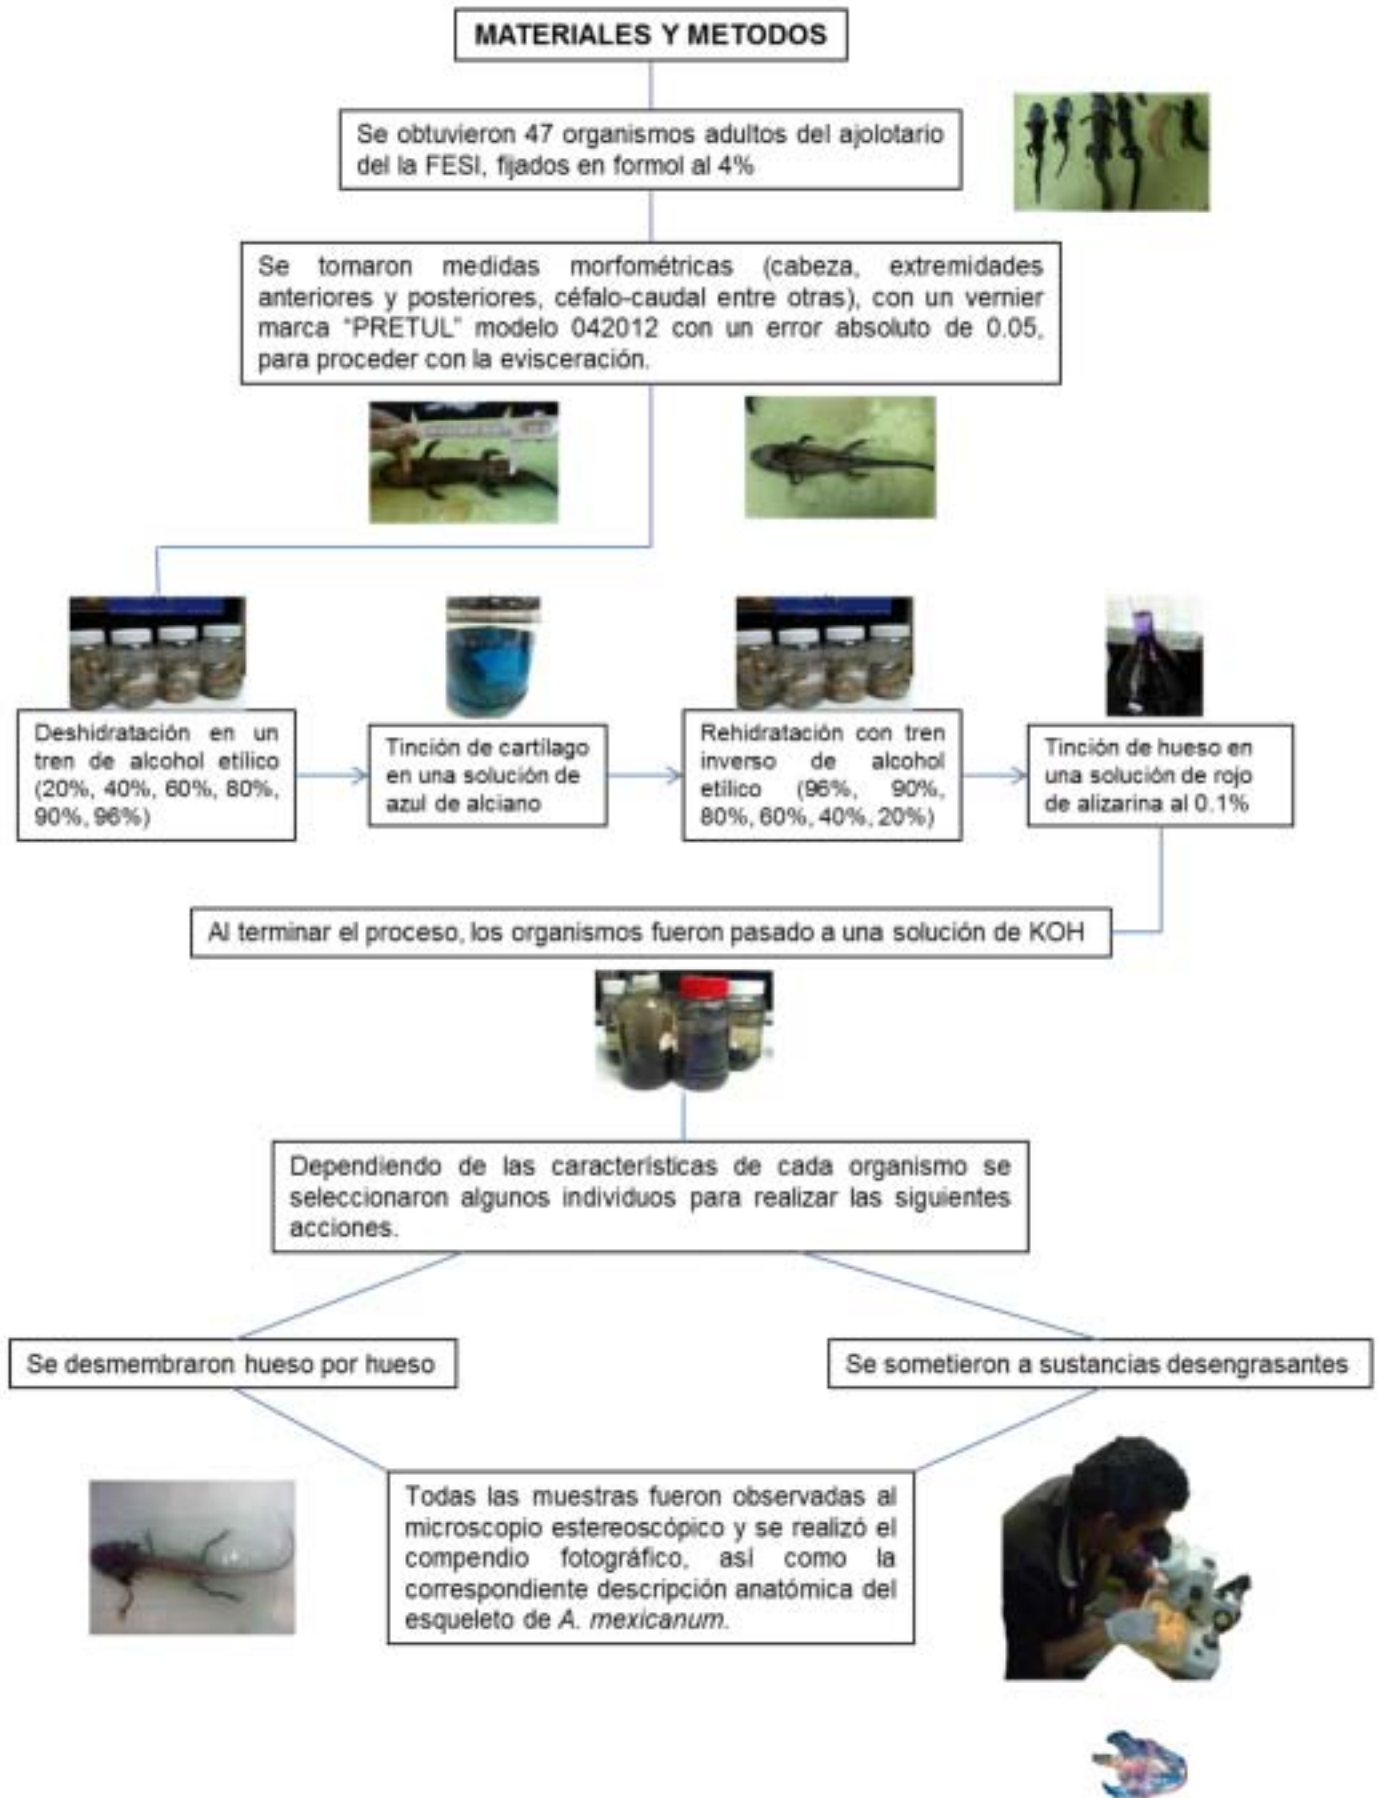 MATERIALES Y METODOS
Se obtuvieron 47 organismos adultos del ajolotario
del la FESI, fijados en formol al 4%
Se tomaron medidas morfométricas (cabeza, extremidades
anteriores y posteriores, céfalo-caudal entre otras), con un vernier
marca “PRETUL” modelo 042012 con un error absoluto de 0.05,
para proceder con la evisceración.
Deshidratación en un
tren de alcohol etílico
(20%, 40%, 60%, 80%,
90%, 96%)
Tinción de cartílago
en una solución de
azul de alciano
Rehidratación con tren
inverso de alcohol
etílico (96%, 90%,
80%, 60%, 40%, 20%)
Tinción de hueso en
una solución de rojo
de alizarina al 0.1%
Al terminar el proceso, los organismos fueron pasado a una solución de KOH
Dependiendo de las características de cada organismo se
seleccionaron algunos individuos para realizar las siguientes
acciones.
Se desmembraron hueso por hueso
Se sometieron a sustancias desengrasantes
Todas las muestras fueron observadas al
microscopio estereoscópico y se realizó el
compendio fotográfico, así como la
correspondiente descripción anatómica del
esqueleto de A. mexicanum.